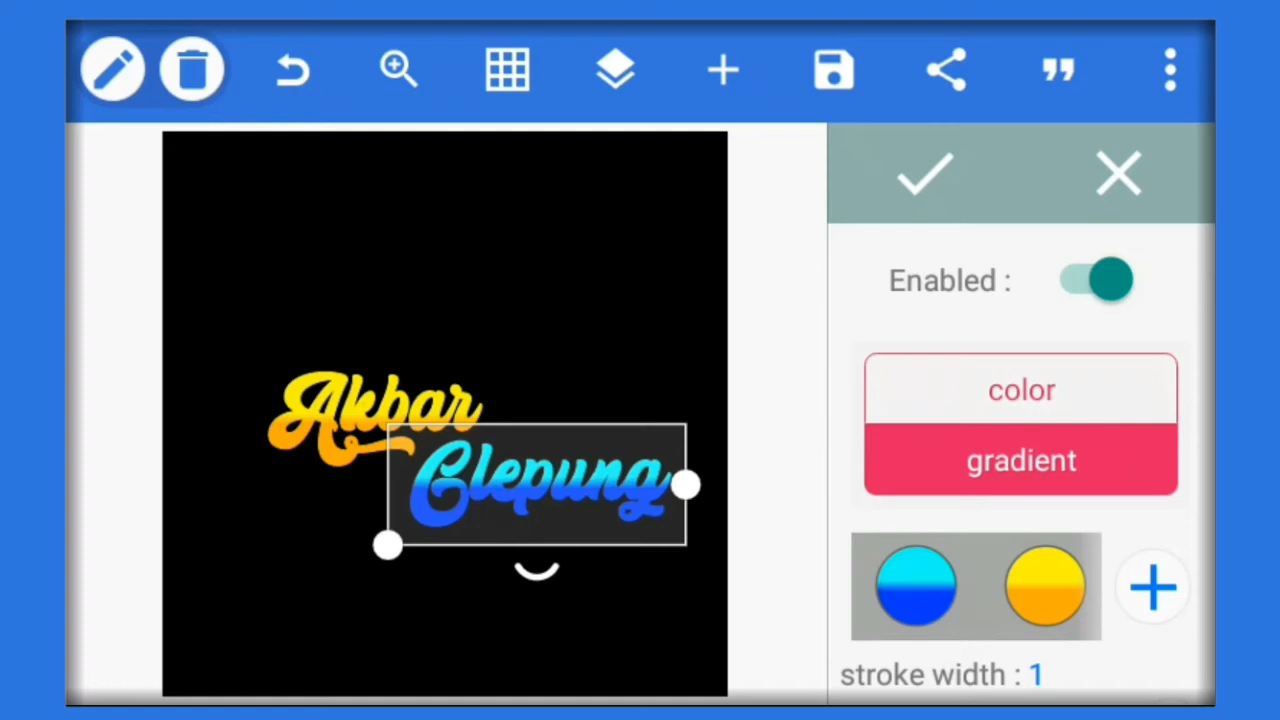 Enabled :
color
gradient
Akbar
Clepung
stroke width : 1